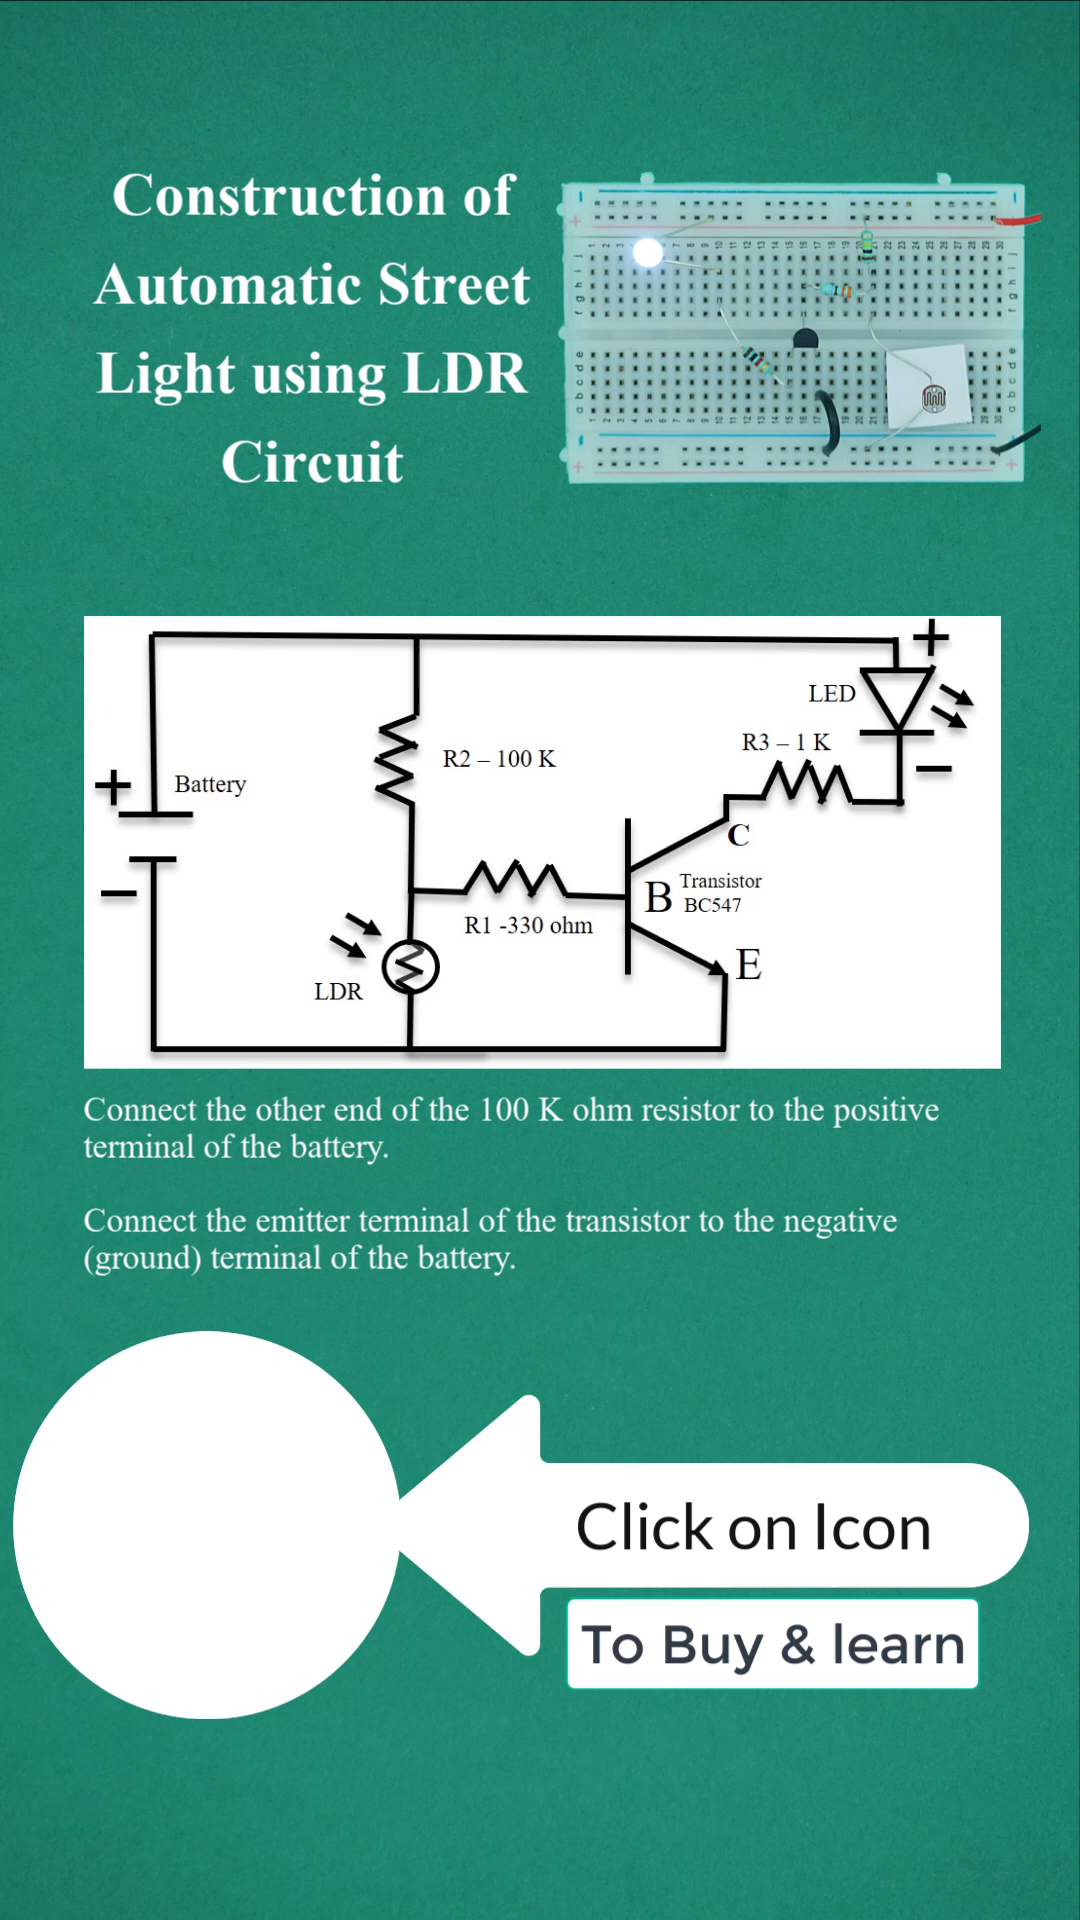 Construction of
Automatic Street
Light using LDR
Circuit
+
LED
R3 – 1 K
R2 – 100 K
+
Battery
–
C
Transistor
B
BC547
R1 -330 ohm
–
E
LDR
Connect the other end of the 100 K ohm resistor to the positive
terminal of the battery.
Connect the emitter terminal of the transistor to the negative
(ground) terminal of the battery.
Click on Icon
To Buy & learn